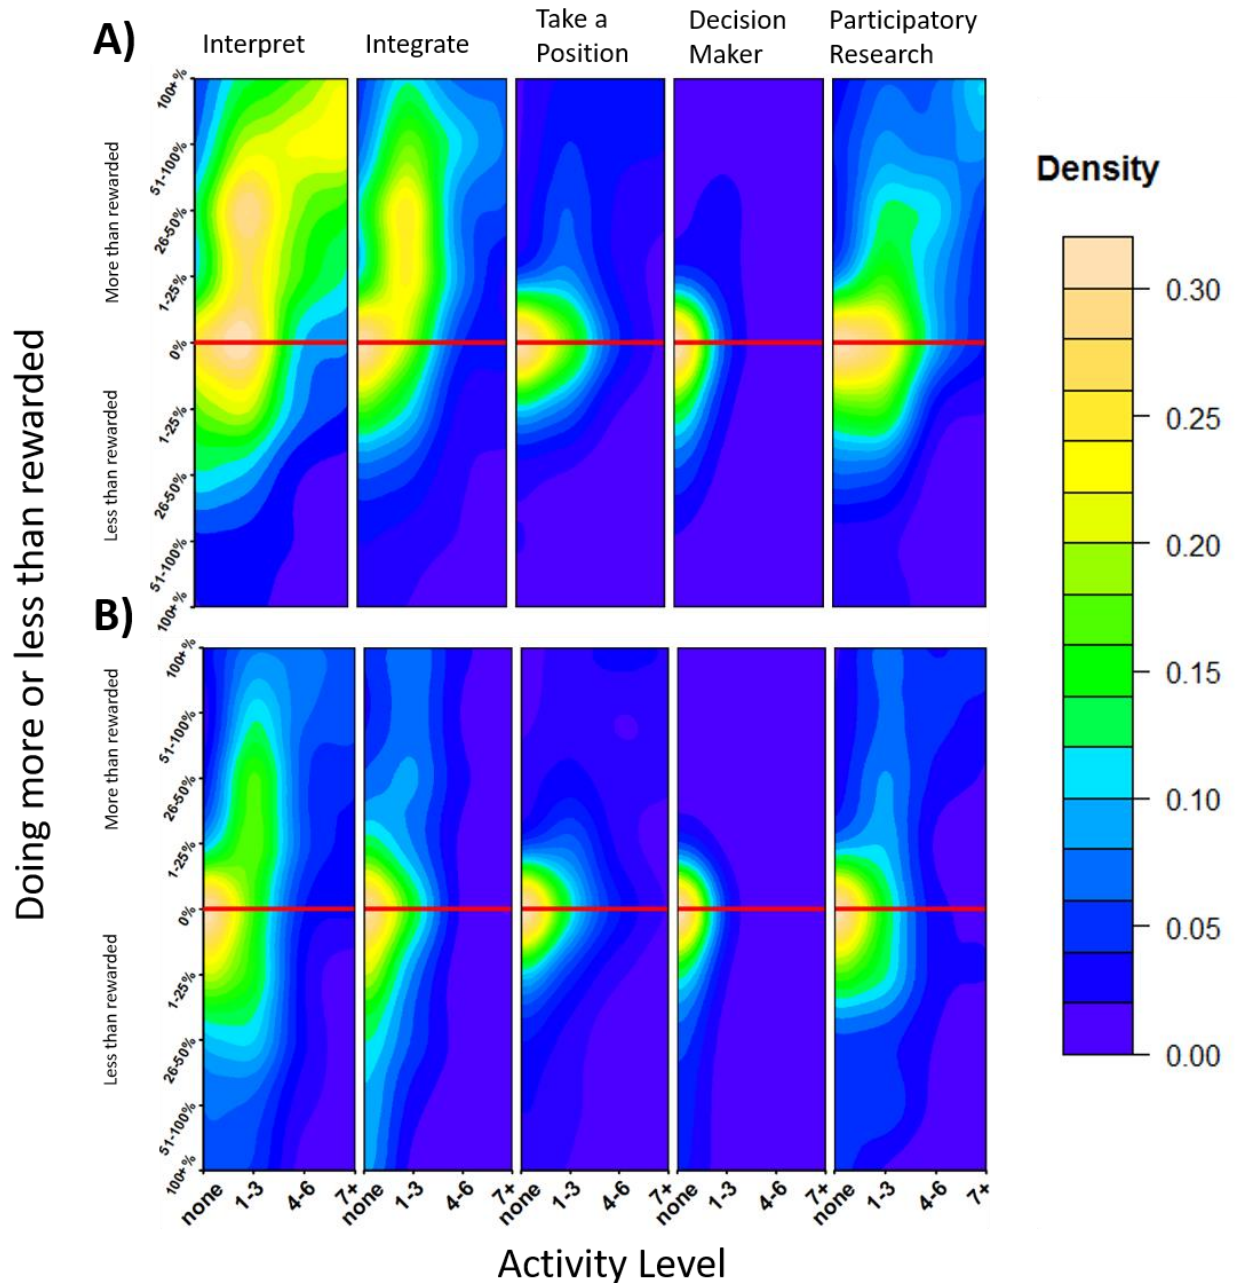 A)
Interpret
Integrate
Take a
Position
Decision
Maker
Participatory
Research
Doing more or less than rewarded
More than rewarded
Less than rewarded
100+%
51-100%
26-50%
1-25%
0%
1-25%
26-50%
51-100%
100+%
B)
More than rewarded
Less than rewarded
100+%
51-100%
26-50%
1-25%
0%
1-25%
26-50%
51-100%
100+%
none 1-3 4-6 7+
none 1-3 4-6 7+
none 1-3 4-6 7+
none 1-3 4-6 7+
none 1-3 4-6 7+
Activity Level
Density
0.30
0.25
0.20
0.15
0.10
0.05
0.00